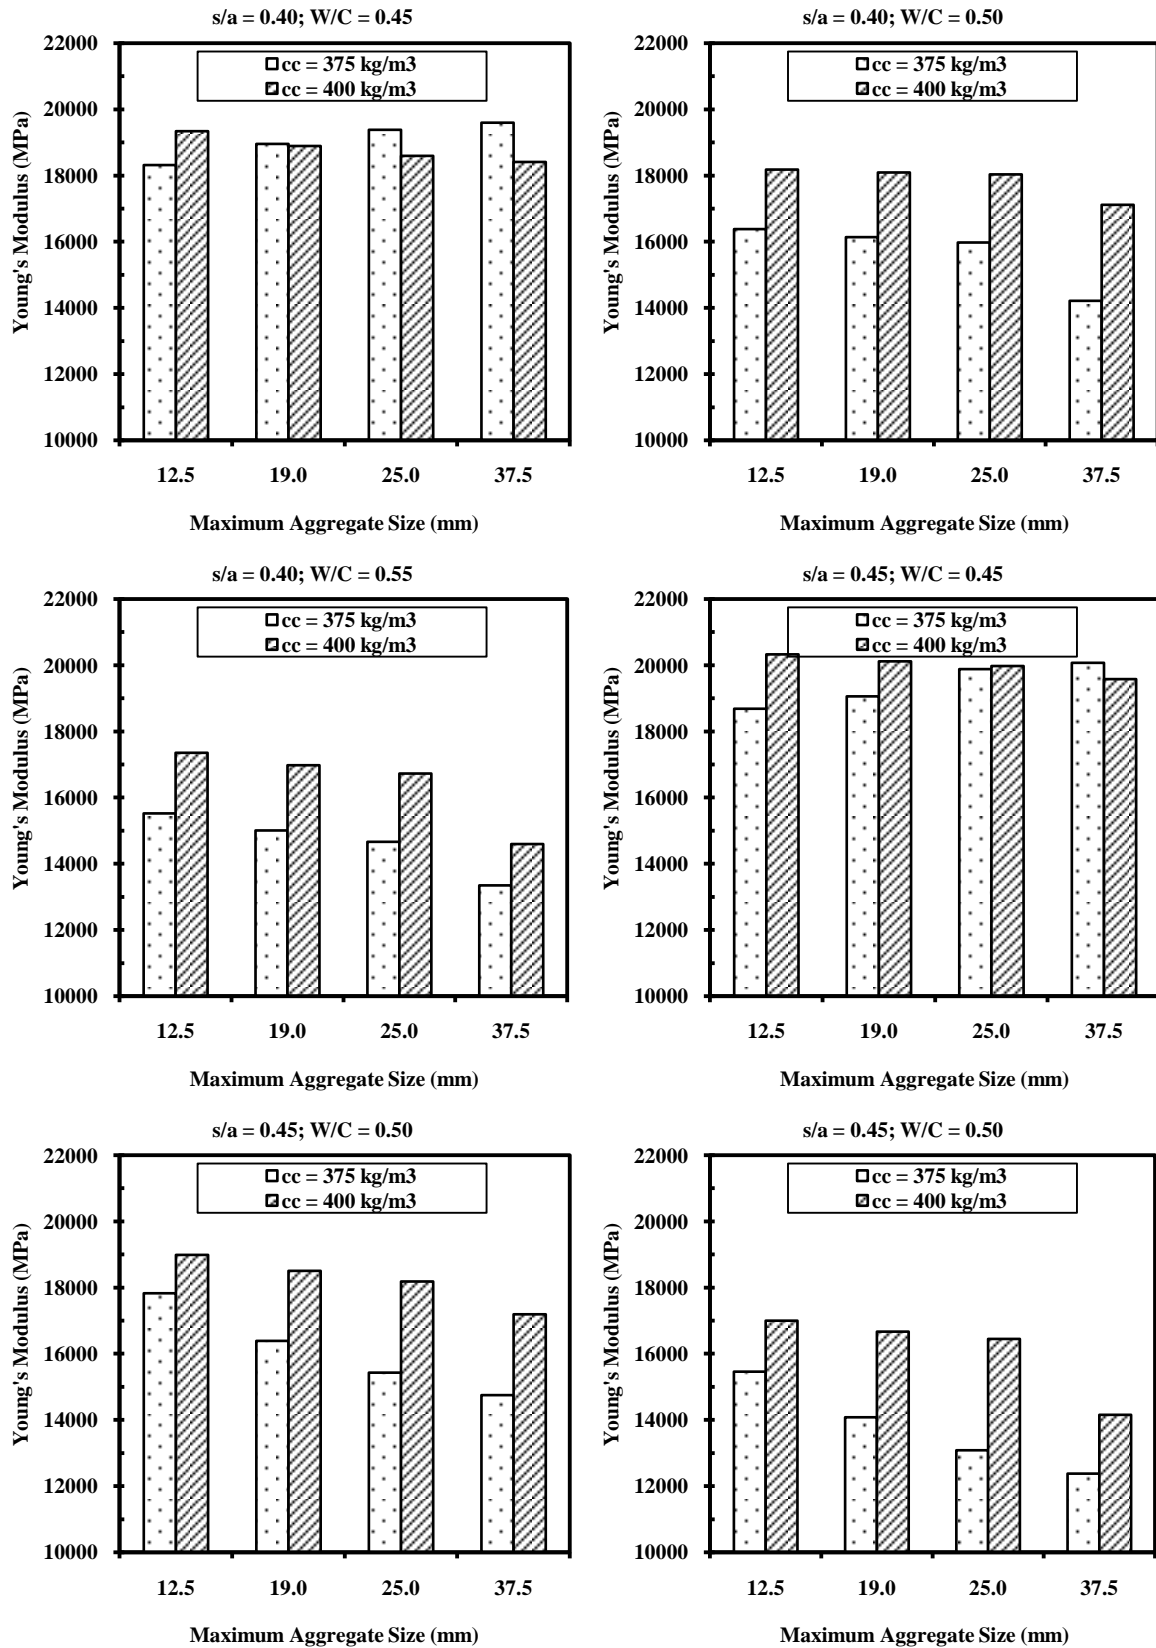 s/a = 0.40; W/C = 0.45
22000
20000
18000
16000
14000
12000
10000
Young's Modulus (MPa)
cc = 375 kg/m3
cc = 400 kg/m3
12.5 19.0 25.0 37.5
Maximum Aggregate Size (mm)
s/a = 0.40; W/C = 0.50
22000
20000
18000
16000
14000
12000
10000
Young's Modulus (MPa)
cc = 375 kg/m3
cc = 400 kg/m3
12.5 19.0 25.0 37.5
Maximum Aggregate Size (mm)
s/a = 0.40; W/C = 0.55
22000
20000
18000
16000
14000
12000
10000
Young's Modulus (MPa)
cc = 375 kg/m3
cc = 400 kg/m3
12.5 19.0 25.0 37.5
Maximum Aggregate Size (mm)
s/a = 0.45; W/C = 0.45
22000
20000
18000
16000
14000
12000
10000
Young's Modulus (MPa)
cc = 375 kg/m3
cc = 400 kg/m3
12.5 19.0 25.0 37.5
Maximum Aggregate Size (mm)
s/a = 0.45; W/C = 0.50
22000
20000
18000
16000
14000
12000
10000
Young's Modulus (MPa)
cc = 375 kg/m3
cc = 400 kg/m3
12.5 19.0 25.0 37.5
Maximum Aggregate Size (mm)
s/a = 0.45; W/C = 0.50
22000
20000
18000
16000
14000
12000
10000
Young's Modulus (MPa)
cc = 375 kg/m3
cc = 400 kg/m3
12.5 19.0 25.0 37.5
Maximum Aggregate Size (mm)